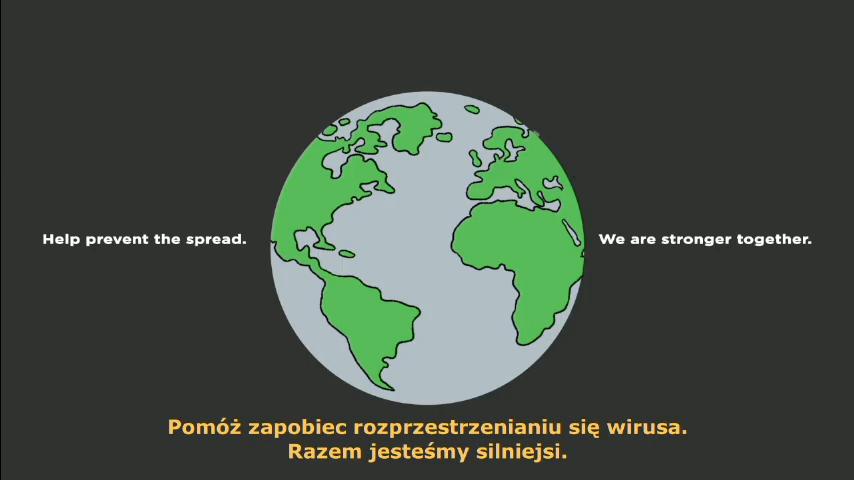 Help prevent the spread.
We are stronger together.
Pomóż zapobiec rozprzestrzenianiu się wirusa.
Razem jesteśmy silniejsi.